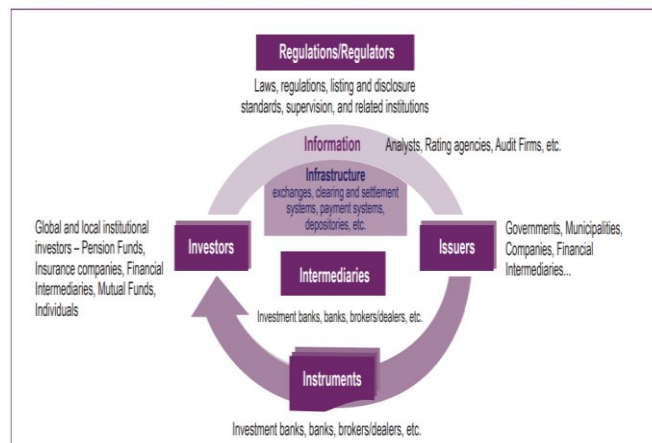 Regulations/Regulators
Laws, regulations, listing and disclosure
standards, supervision, and related institutions
Information
Analysts, Rating agencies, Audit Firms, etc.
Infrastructure
exchanges, clearing and settlement
systems, payment systems,
depositories, etc.
Global and local institutional
investors – Pension Funds,
Insurance companies, Financial
Intermediaries, Mutual Funds,
Individuals
Investors
Issuers
Governments, Municipalities,
Companies, Financial
Intermediaries...
Intermediaries
Investment banks, banks, brokers/dealers, etc.
Instruments
Investment banks, banks, brokers/dealers, etc.